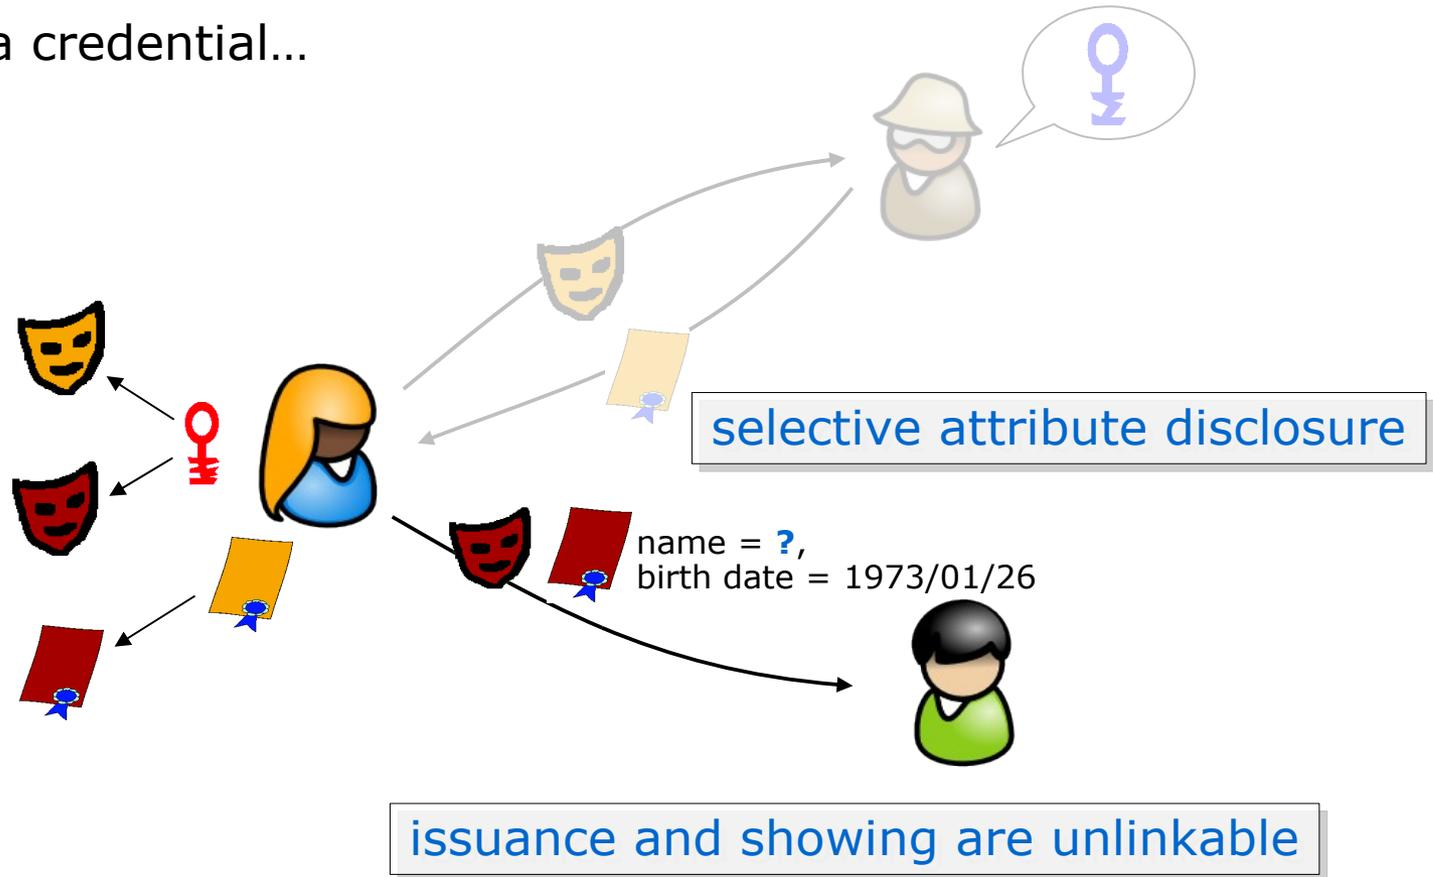 a credential…
selective attribute disclosure
name = ?,
birth date = 1973/01/26
issuance and showing are unlinkable